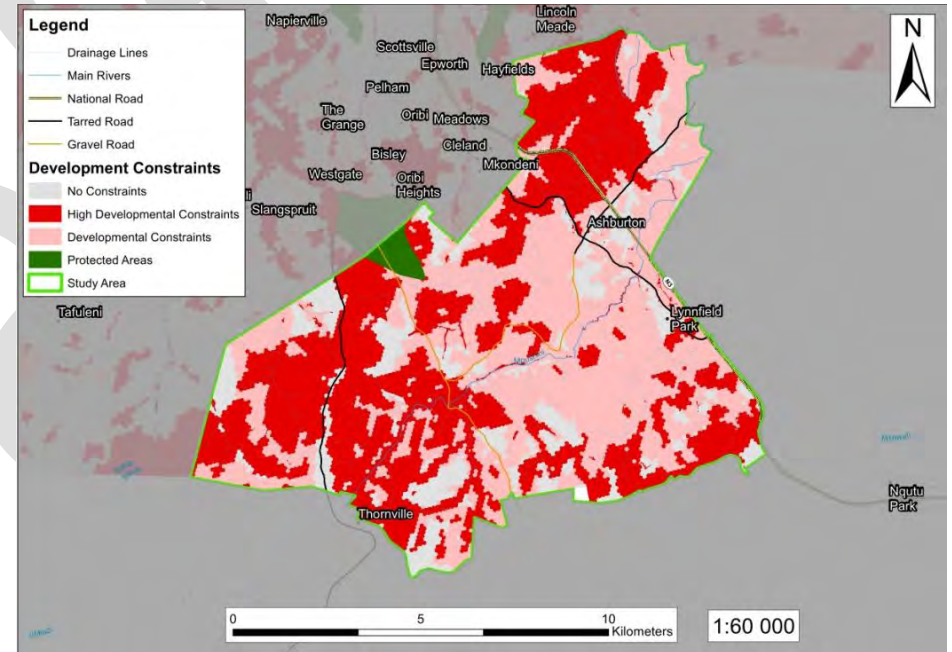 Legend
Drainage Lines
Main Rivers
National Road
Tarred Road
Gravel Road
Development Constraints
No Constraints
High Developmental Constraints
Developmental Constraints
Protected Areas
Study Area
Napierville
Lincoln
Meade
Scottsville
Epworth
Hayfields
Pelham
The
Grange
Oribi
Meadows
Cleland
Bisley
Mkondeni
Westgate
Oribi
Heights
Slangspruit
Ashburton
Tafuleni
Lynnfield
Park
Nqutu
Park
Thornville
N
0
5
10
Kilometers
1:60 000